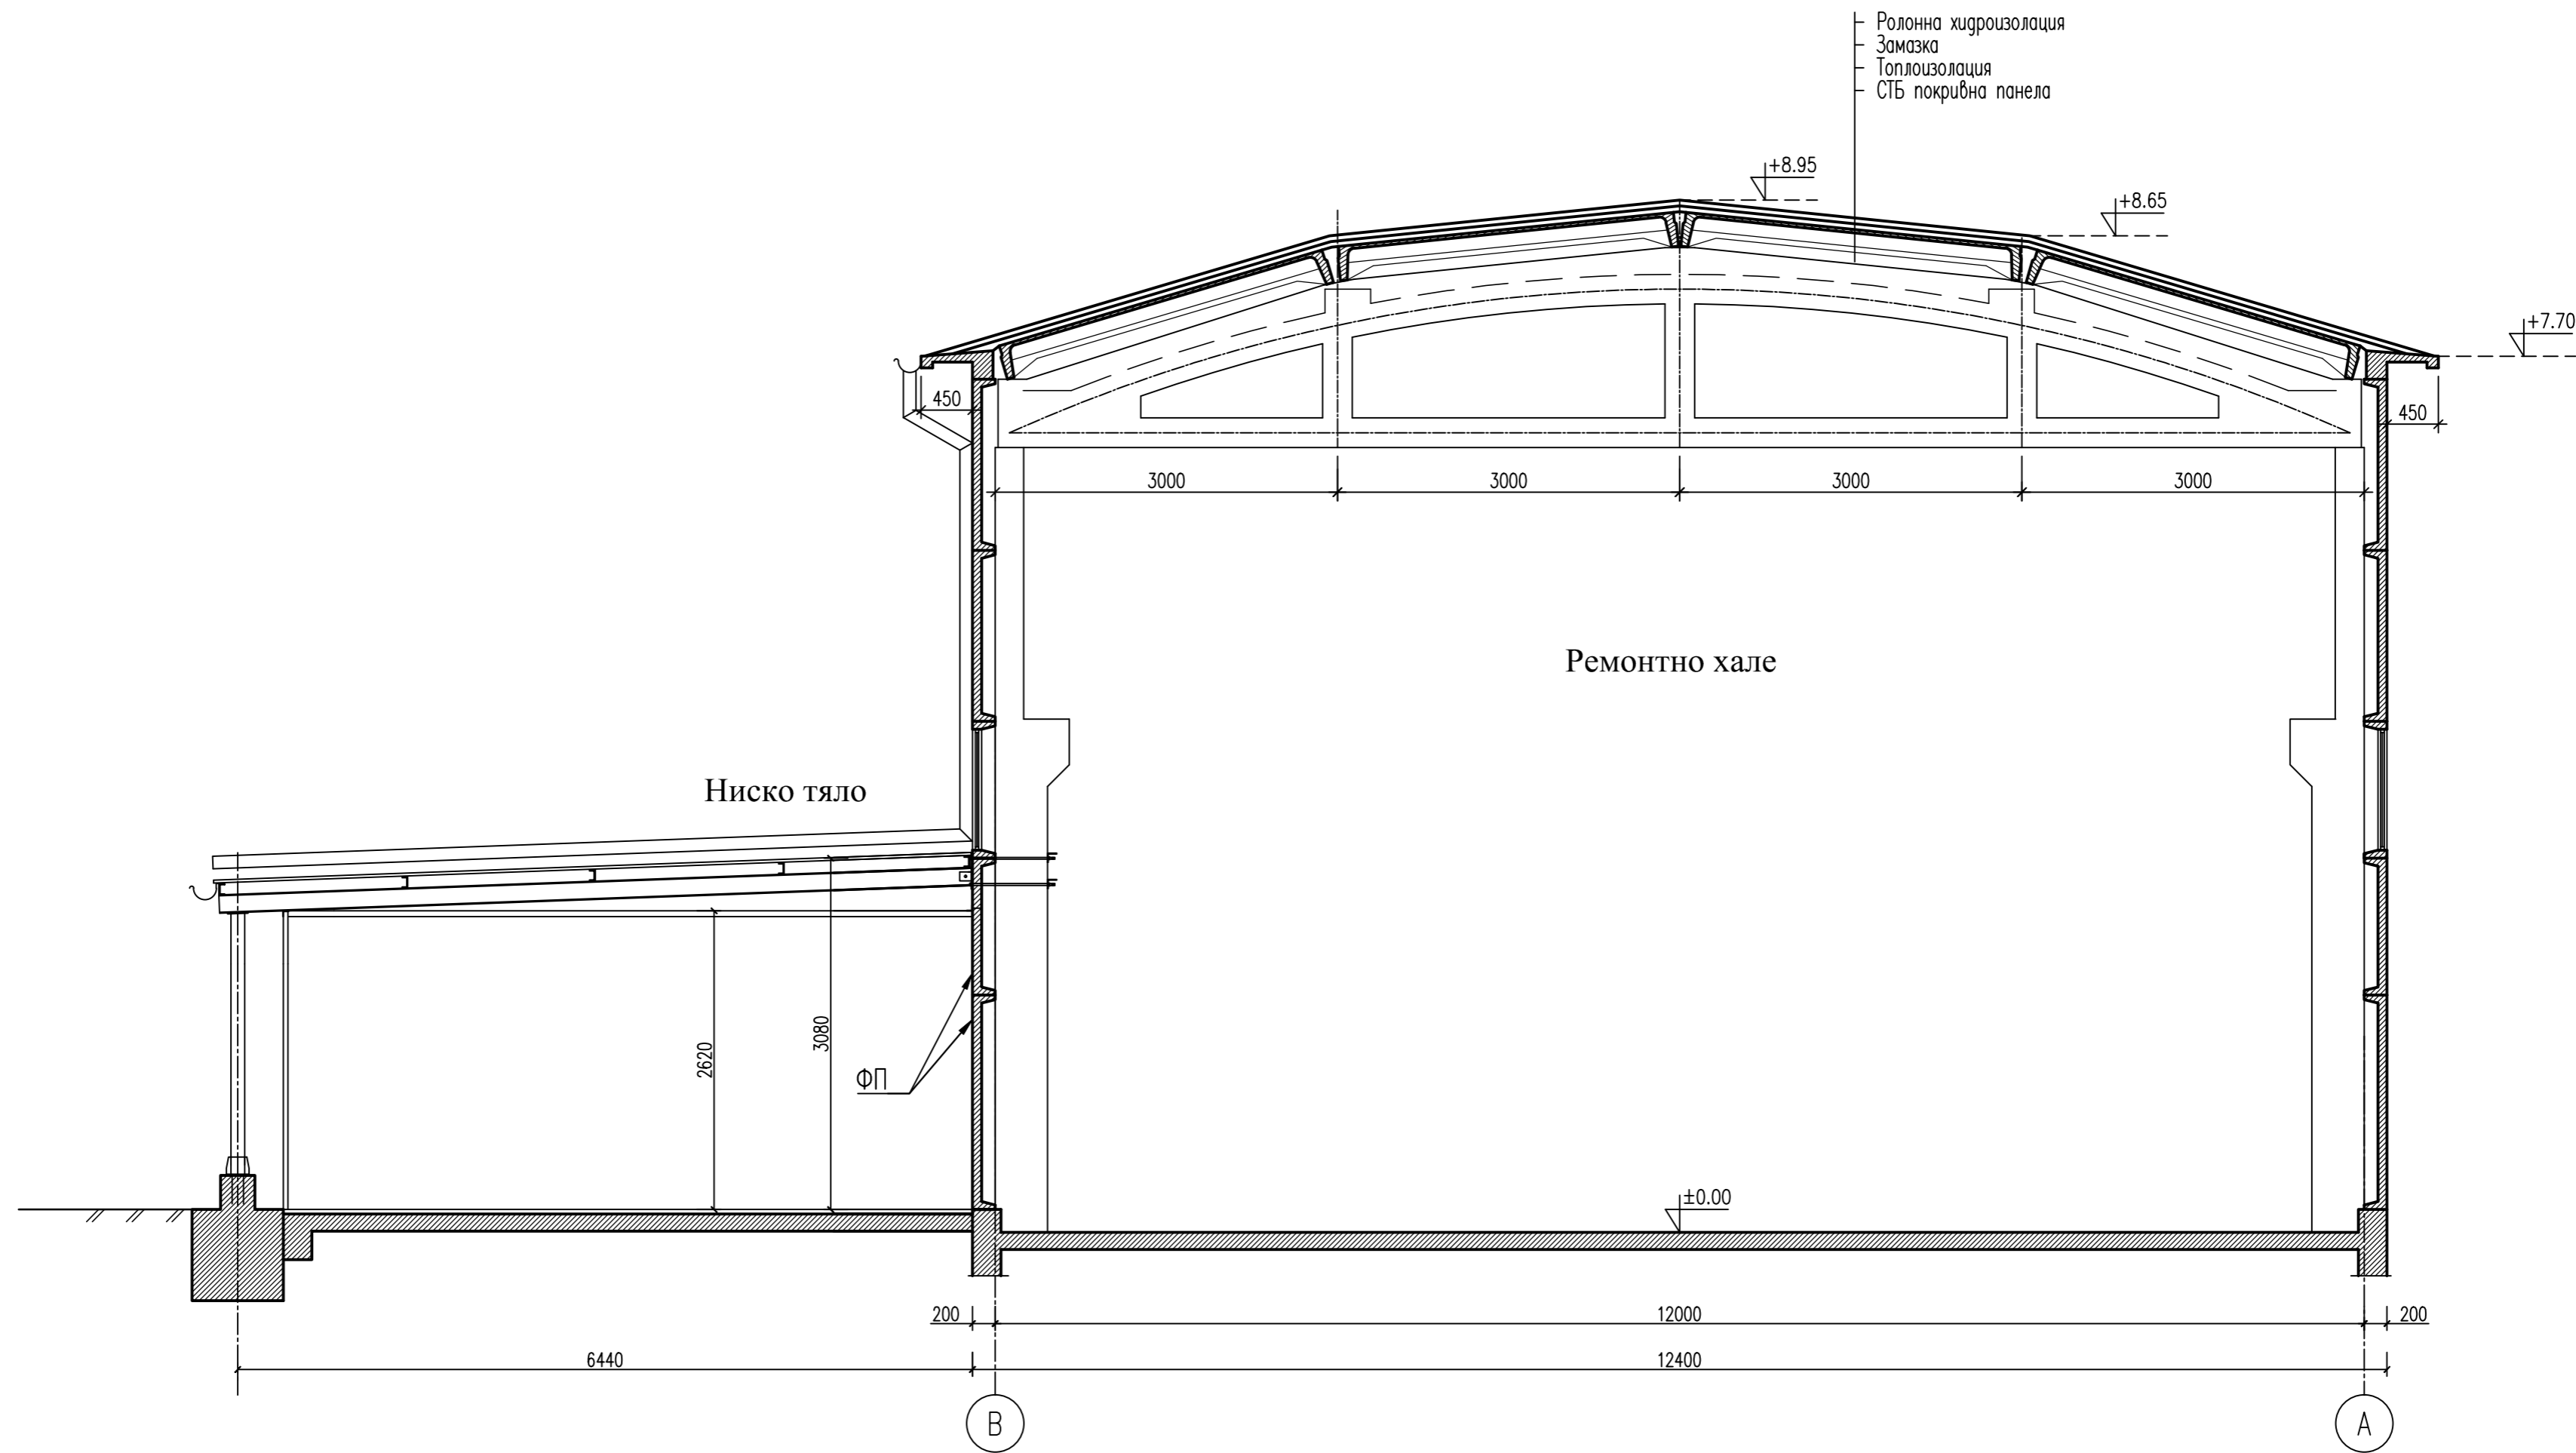 Ролонна хидроизолация
Замазка
Топлоизолация
СТБ покривна панела
+8.95
+8.65
+7.70
450
450
3000
3000
3000
3000
Ремонтно хале
Ниско тяло
2620
3080
ФП
±0.00
200
12000
200
6440
12400
В
А